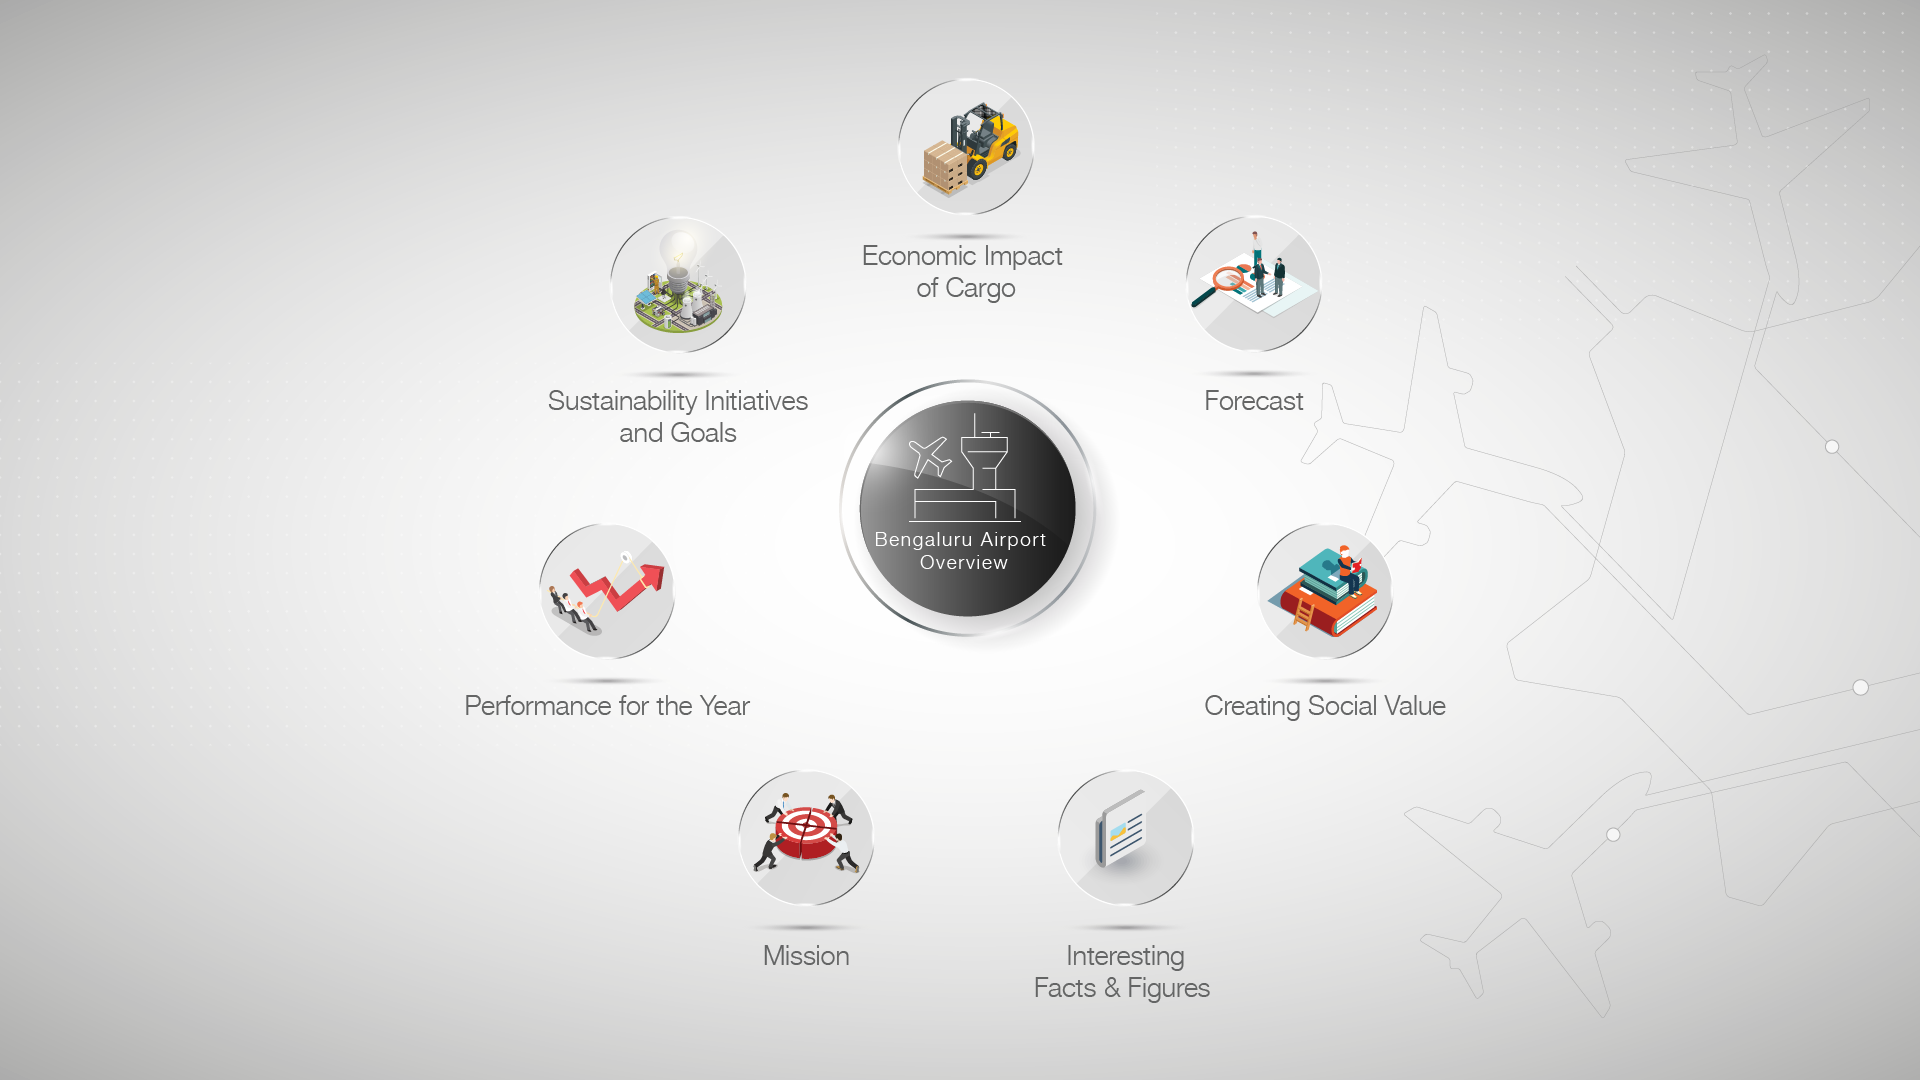 Economic Impact
of Cargo
Sustainability Initiatives
and Goals
Forecast
Bengaluru Airport
Overview
Performance for the Year
Creating Social Value
Mission
Interesting
Facts & Figures